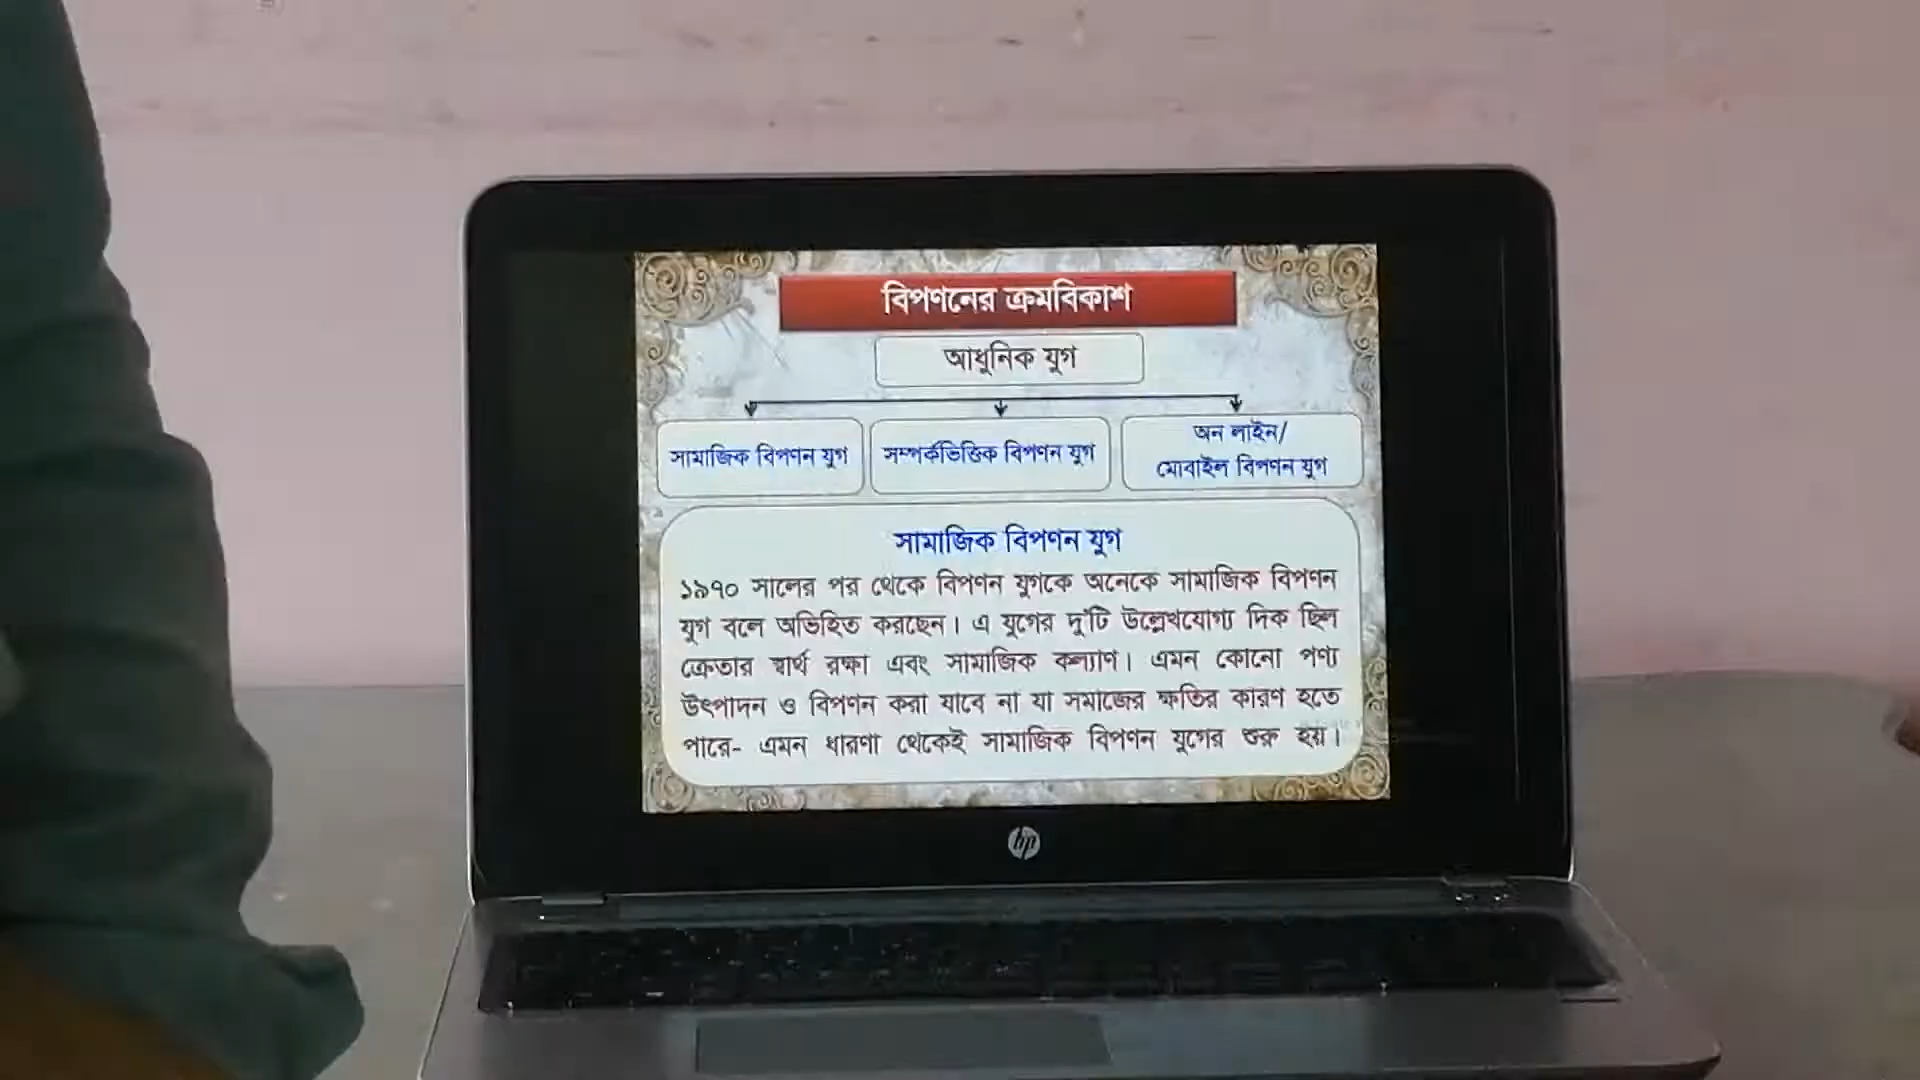 বিপণনের ক্রমবিকাশ
আধুনিক যুগ
সামাজিক বিপণন যুগ
সম্পর্কভিত্তিক বিপণন যুগ
অন লাইন/
মোবাইল বিপণন যুগ
সামাজিক বিপণন যুগ
১৯৭০ সালের পর থেকে বিপণন যুগকে অনেকে সামাজিক বিপণন
যুগ বলে অভিহিত করছেন। এ যুগের দু'টি উল্লেখযোগ্য দিক ছিল
ক্রেতার স্বার্থ রক্ষা এবং সামাজিক কল্যাণ। এমন কোনো পণ্য
উৎপাদন ও বিপণন করা যাবে না যা সমাজের ক্ষতির কারণ হতে
পারে- এমন ধারণা থেকেই সামাজিক বিপণন যুগের শুরু হয়।
hp